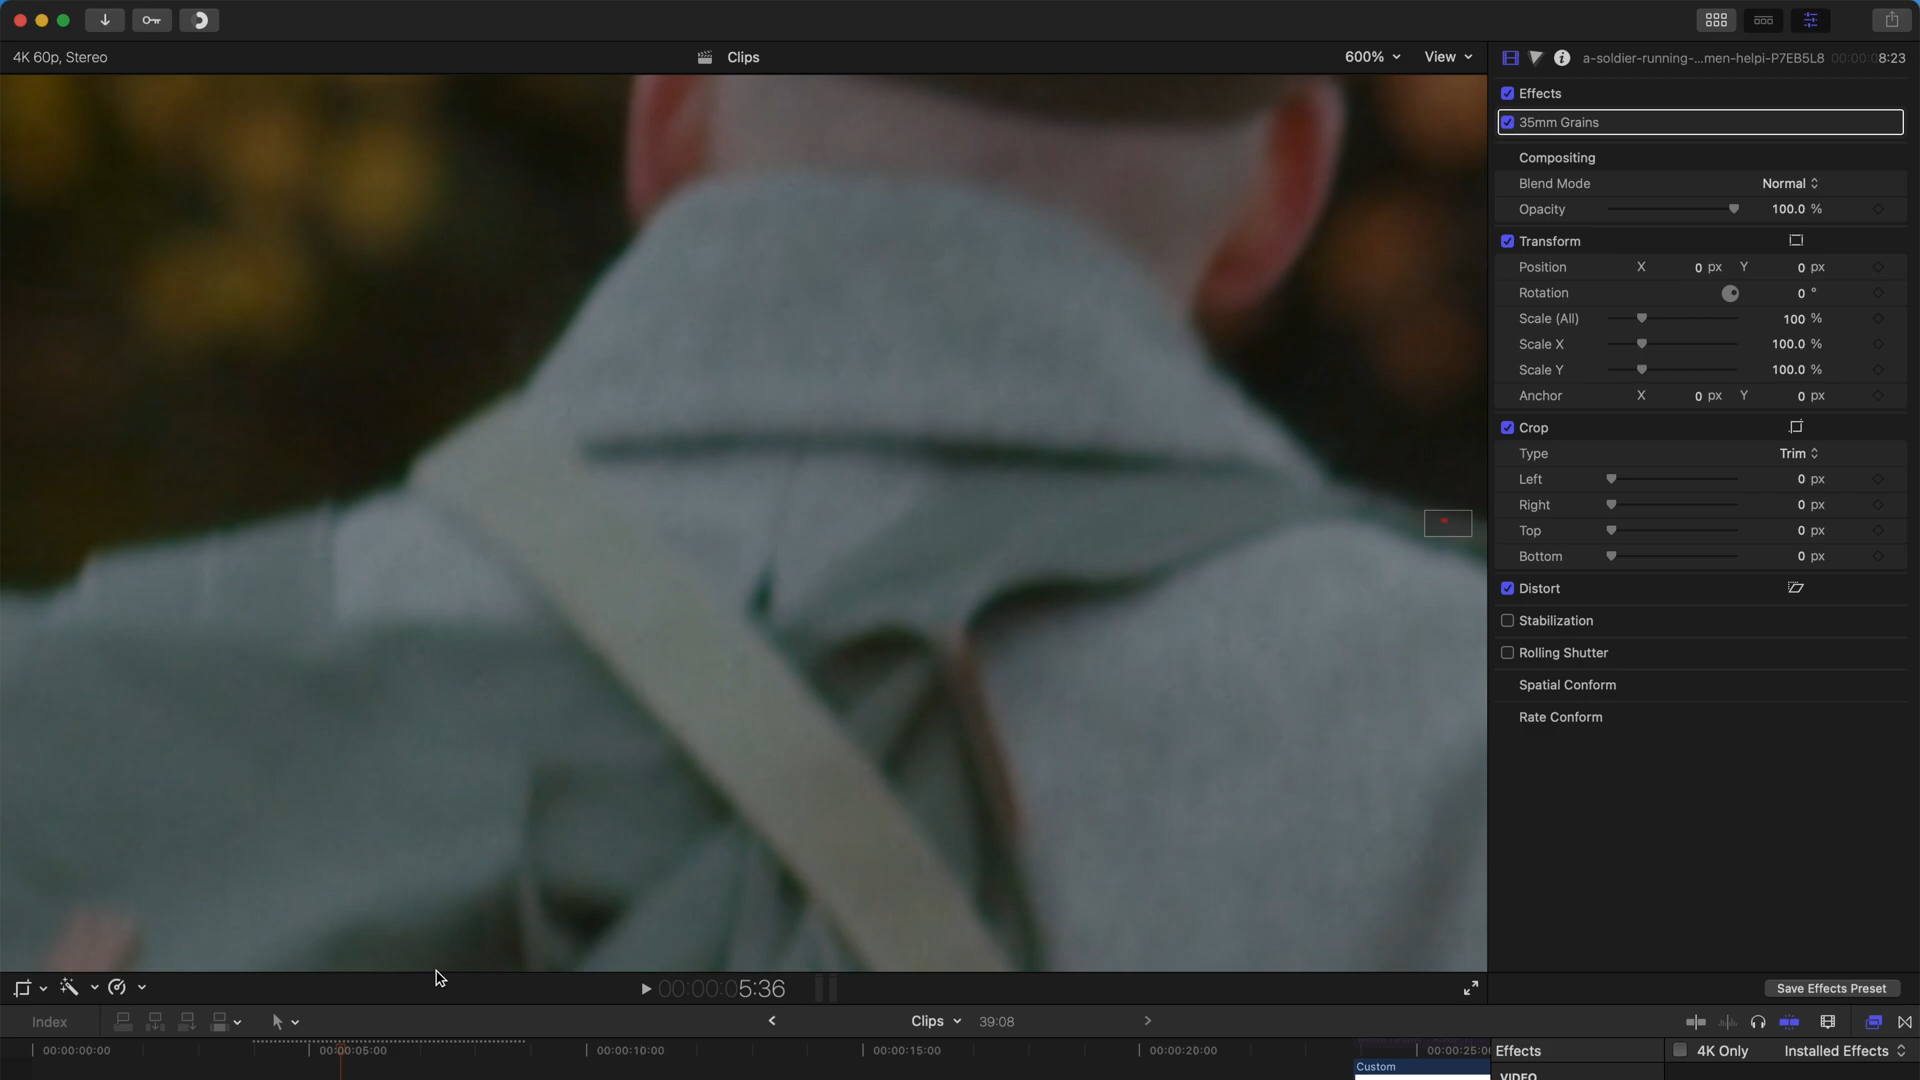 4K 60p, Stereo
Clips
600%
View
a-soldier-running-...men-helpi-P7EB5L8
00:00:08:23
Effects
35mm Grains
Compositing
Blend Mode
Normal
Opacity
100.0 %
Transform
Position
X
0 px
Y
0 px
Rotation
0 °
Scale (All)
100 %
Scale X
100.0 %
Scale Y
100.0 %
Anchor
X
0 px
Y
0 px
Crop
Type
Trim
Left
0 px
Right
0 px
Top
0 px
Bottom
0 px
Distort
Stabilization
Rolling Shutter
Spatial Conform
Rate Conform
00:00:05:36
Save Effects Preset
Index
Clips
39:08
00:00:00:00
00:00:05:00
00:00:10:00
00:00:15:00
00:00:20:00
00:00:25:00
Effects
4K Only
Installed Effects
Custom
VIDEO